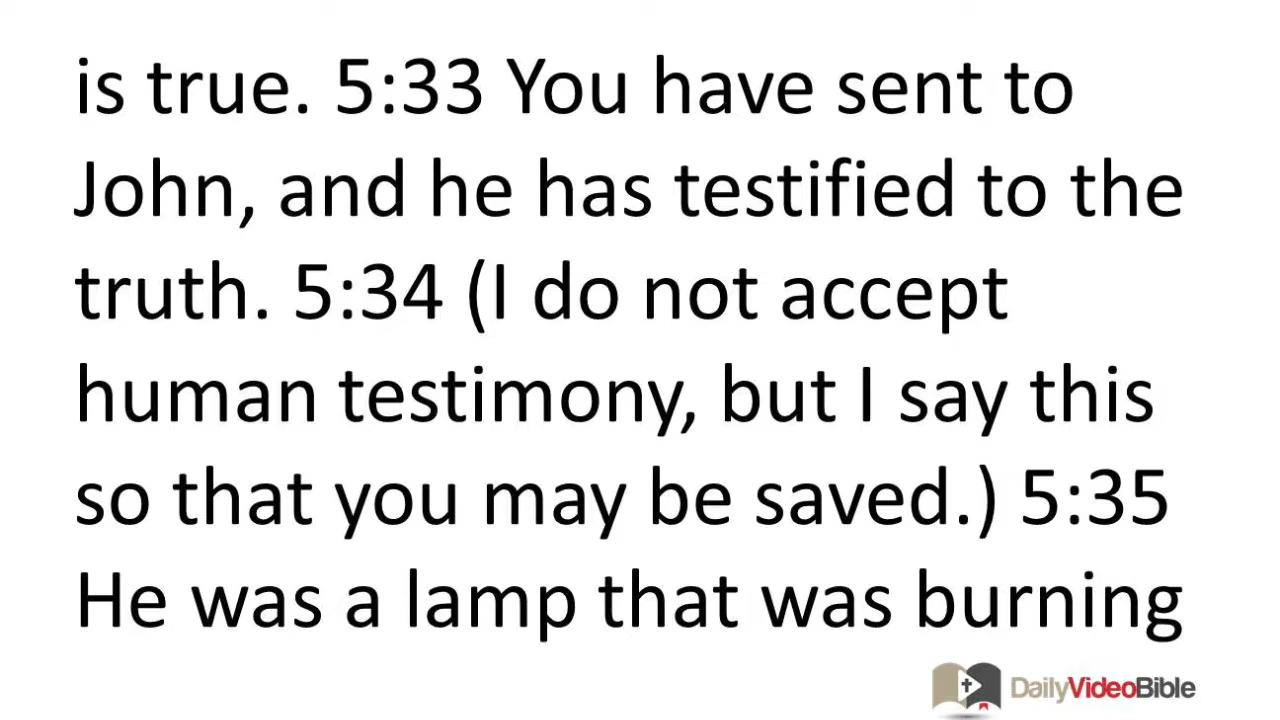 is true. 5:33 You have sent to
John, and he has testified to the
truth. 5:34 (I do not accept
human testimony, but I say this
so that you may be saved.) 5:35
He was a lamp that was burning
DailyVideoBible